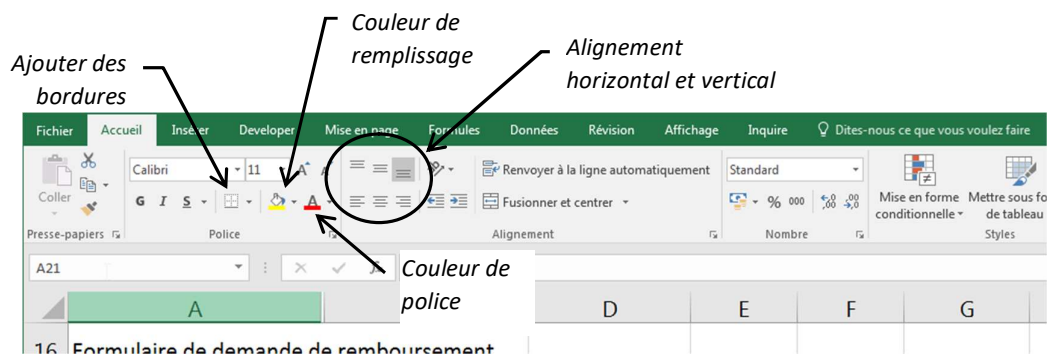 Couleur de
remplissage
Alignement
horizontal et vertical
Ajouter des
bordures
Fichier Accueil Insérer Developer Mise en page Formules Données Révision Affichage Inquire Dites-nous ce que vous voulez faire
Coller
Calibri 11
G I S A
Renvoyer à la ligne automatiquement
Fusionner et centrer
Standard
% 000
Mise en forme
conditionnelle
Mettre sous fo
de tableau
Presse-papiers Police Alignement Nombre Styles
A21
Couleur de
police
A D E F G
16 Formulaire de demande de remboursement